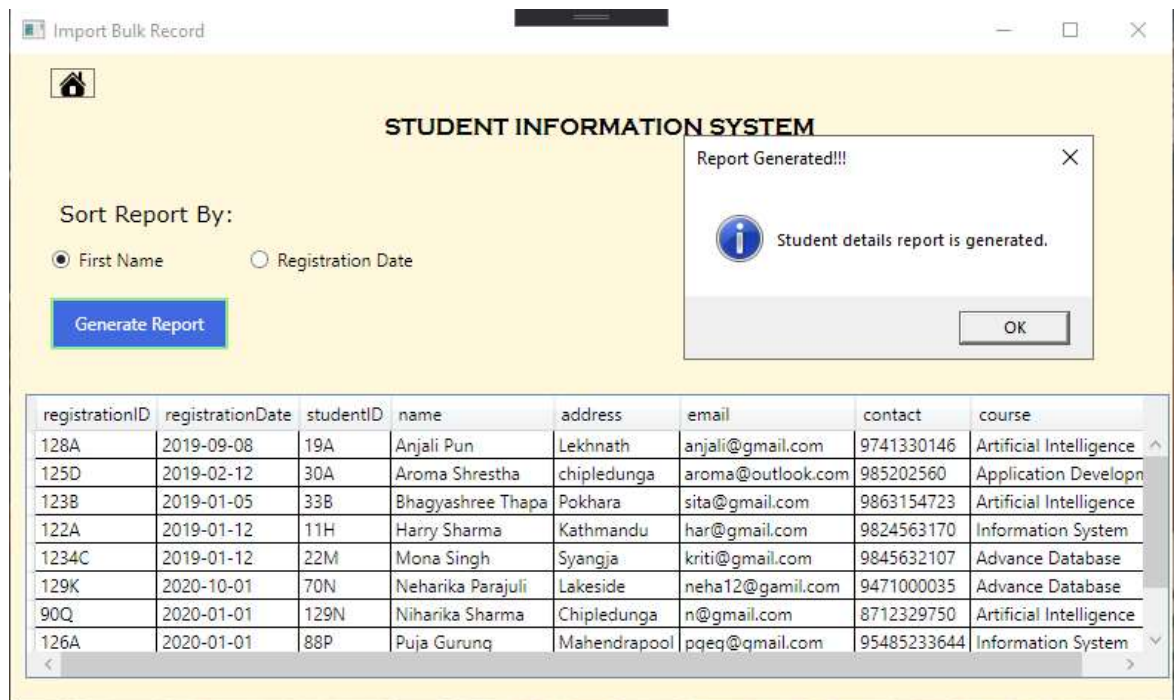 Import Bulk Record
STUDENT INFORMATION SYSTEM
Report Generated!!!
Student details report is generated.
OK
Sort Report By:
First Name Registration Date
Generate Report
registrationID registrationDate studentID name address email contact course
128A 2019-09-08 19A Anjali Pun Lekhnath anjali@gmail.com 9741330146 Artificial Intelligence
125D 2019-02-12 30A Aroma Shrestha chipledunga aroma@outlook.com 985202560 Application Developm
123B 2019-01-05 33B Bhagyashree Thapa Pokhara sita@gmail.com 9863154723 Artificial Intelligence
122A 2019-01-12 11H Harry Sharma Kathmandu har@gmail.com 9824563170 Information System
1234C 2019-01-12 22M Mona Singh Syangja kriti@gmail.com 9845632107 Advance Database
129K 2020-10-01 70N Neharika Parajuli Lakeside neha12@gamil.com 9471000035 Advance Database
90Q 2020-01-01 129N Niharika Sharma Chipledunga n@gmail.com 8712329750 Artificial Intelligence
126A 2020-01-01 88P Puja Gurung Mahendrapool pgeg@gmail.com 95485233644 Information System